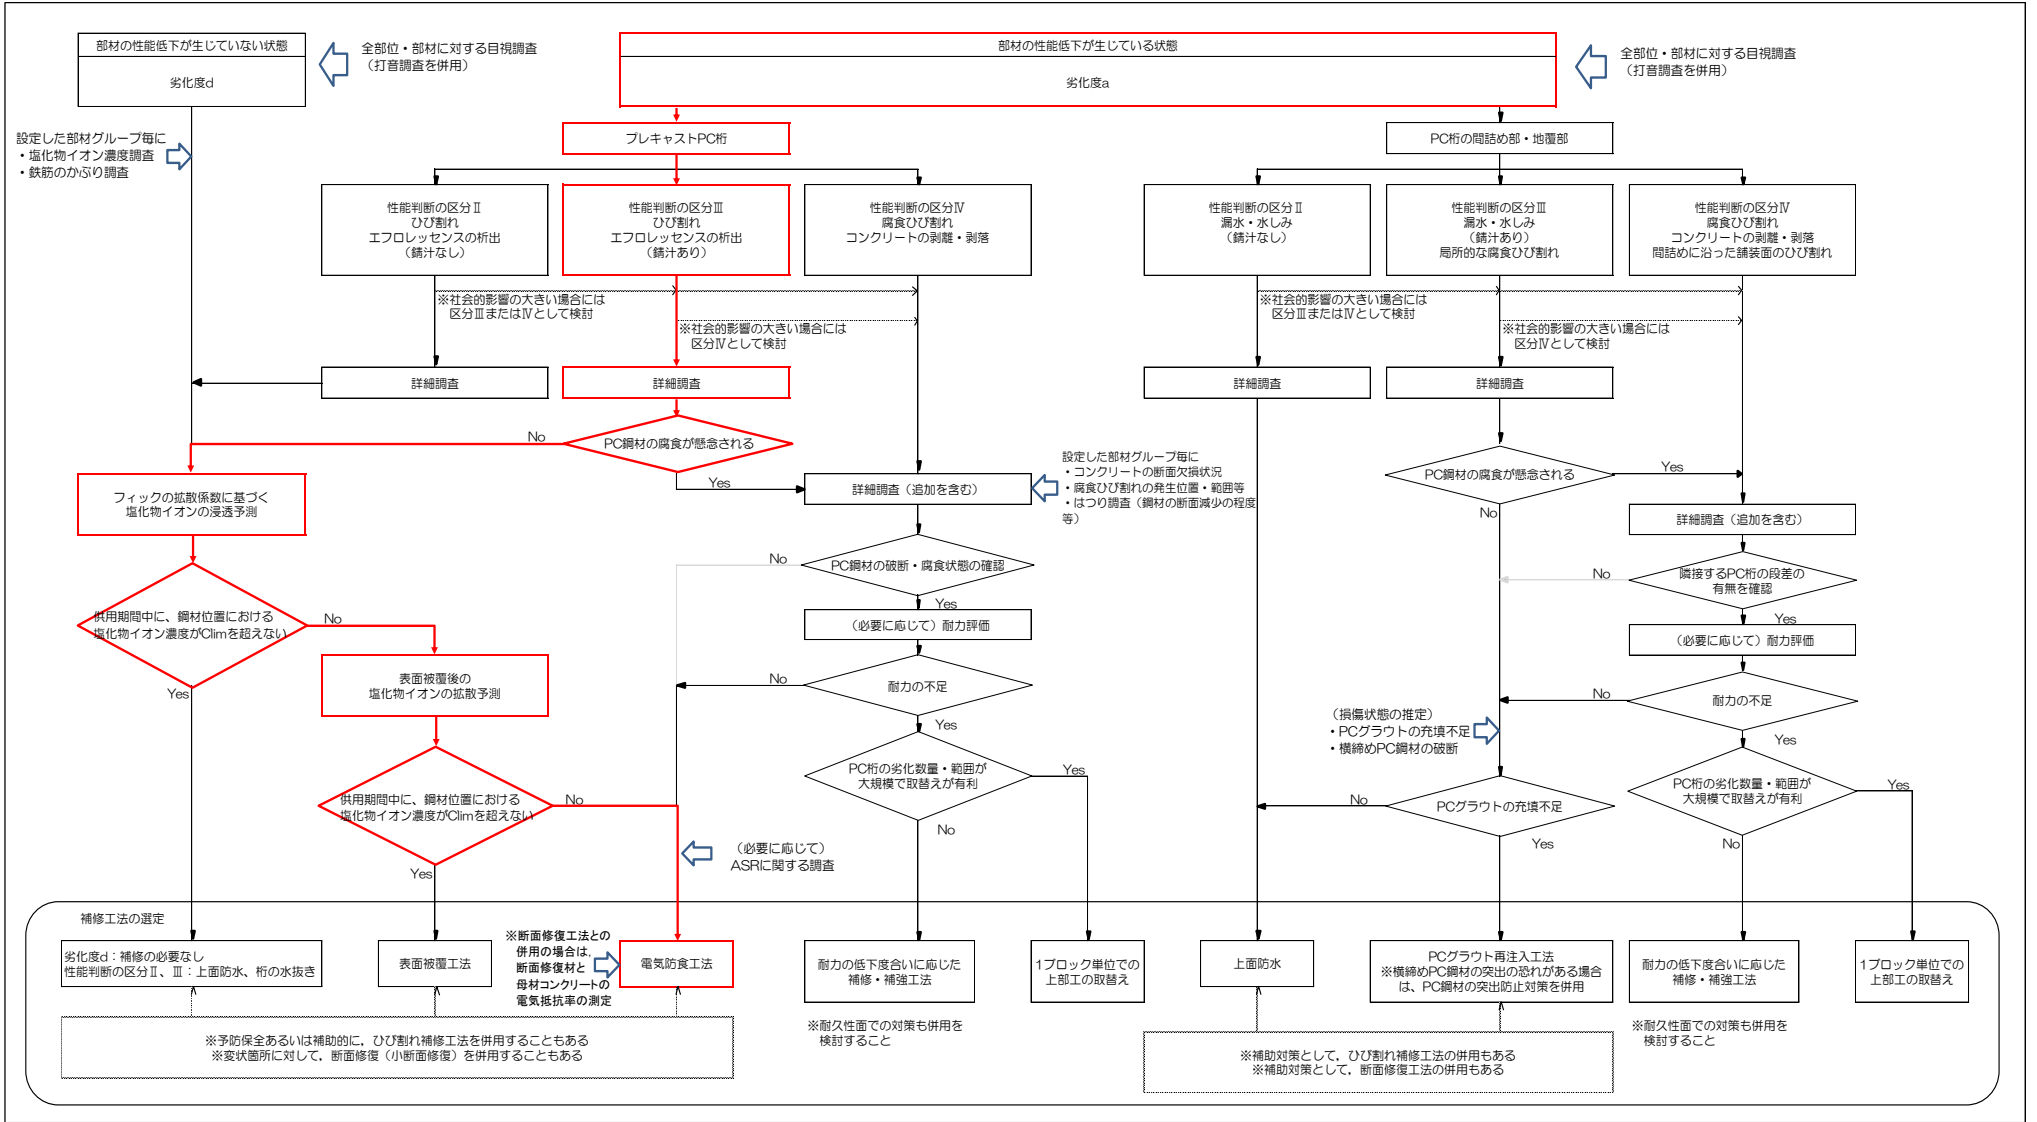 部材の性能低下が生じていない状態
劣化度d
全部位・部材に対する目視調査
（打音調査を併用）
部材の性能低下が生じている状態
劣化度a
全部位・部材に対する目視調査
（打音調査を併用）
設定した部材グループ毎に
・塩化物イオン濃度調査
・鉄筋のかぶり調査
プレキャストPC桁
PC桁の間詰め部・地覆部
性能判断の区分Ⅱ
ひび割れ
エフロレッセンスの析出
（錆汁なし）
性能判断の区分Ⅲ
ひび割れ
エフロレッセンスの析出
（錆汁あり）
性能判断の区分Ⅳ
腐食ひび割れ
コンクリートの剥離・剥落
性能判断の区分Ⅱ
漏水・水しみ
（錆汁なし）
性能判断の区分Ⅲ
漏水・水しみ
（錆汁あり）
局所的な腐食ひび割れ
性能判断の区分Ⅳ
腐食ひび割れ
コンクリートの剥離・剥落
間詰めに沿った舗装面のひび割れ
※社会的影響の大きい場合には
区分ⅢまたはⅣとして検討
※社会的影響の大きい場合には
区分Ⅳとして検討
※社会的影響の大きい場合には
区分ⅢまたはⅣとして検討
※社会的影響の大きい場合には
区分Ⅳとして検討
詳細調査
詳細調査
詳細調査
詳細調査
No
PC鋼材の腐食が懸念される
Yes
設定した部材グループ毎に
・コンクリートの断面欠損状況
・腐食ひび割れの発生位置・範囲等
・はつり調査（鋼材の断面減少の程度
等）
PC鋼材の腐食が懸念される
Yes
No
フィックの拡散係数に基づく
塩化物イオンの浸透予測
詳細調査（追加を含む）
詳細調査（追加を含む）
No
PC鋼材の破断・腐食状態の確認
Yes
No
隣接するPC桁の段差の
有無を確認
Yes
供用期間中に、鋼材位置における
塩化物イオン濃度がClimを超えない
No
Yes
（必要に応じて）耐力評価
（必要に応じて）耐力評価
表面被覆後の
塩化物イオンの拡散予測
No
耐力の不足
Yes
No
耐力の不足
Yes
（損傷状態の推定）
・PCグラウトの充填不足
・横締めPC鋼材の破断
供用期間中に、鋼材位置における
塩化物イオン濃度がClimを超えない
No
Yes
PC桁の劣化数量・範囲が
大規模で取替えが有利
Yes
No
No
PCグラウトの充填不足
Yes
PC桁の劣化数量・範囲が
大規模で取替えが有利
Yes
No
（必要に応じて）
ASRに関する調査
補修工法の選定
劣化度d：補修の必要なし
性能判断の区分Ⅱ、Ⅲ：上面防水、桁の水抜き
表面被覆工法
※断面修復工法との
併用の場合は，
断面修復材と
母材コンクリートの
電気抵抗率の測定
電気防食工法
耐力の低下度合いに応じた
補修・補強工法
1ブロック単位での
上部工の取替え
上面防水
PCグラウト再注入工法
※横締めPC鋼材の突出の恐れがある場合
は、PC鋼材の突出防止対策を併用
耐力の低下度合いに応じた
補修・補強工法
1ブロック単位での
上部工の取替え
※予防保全あるいは補助的に，ひび割れ補修工法を併用することもある
※変状箇所に対して，断面修復（小断面修復）を併用することもある
※耐久性面での対策も併用を
検討すること
※補助対策として，ひび割れ補修工法の併用もある
※補助対策として，断面修復工法の併用もある
※耐久性面での対策も併用を
検討すること